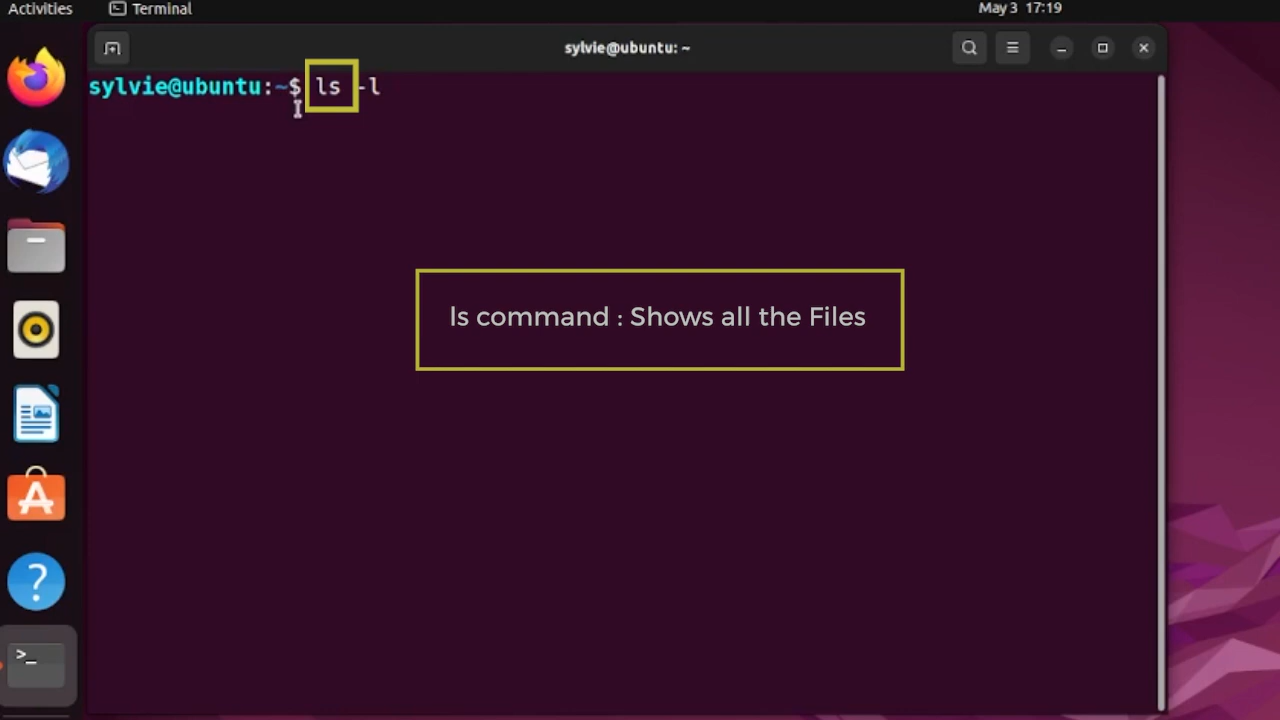 Activities
Terminal
May 3 17:19
sylvie@ubuntu: ~
sylvie@ubuntu:~$ ls -l
ls command : Shows all the Files
?
>_